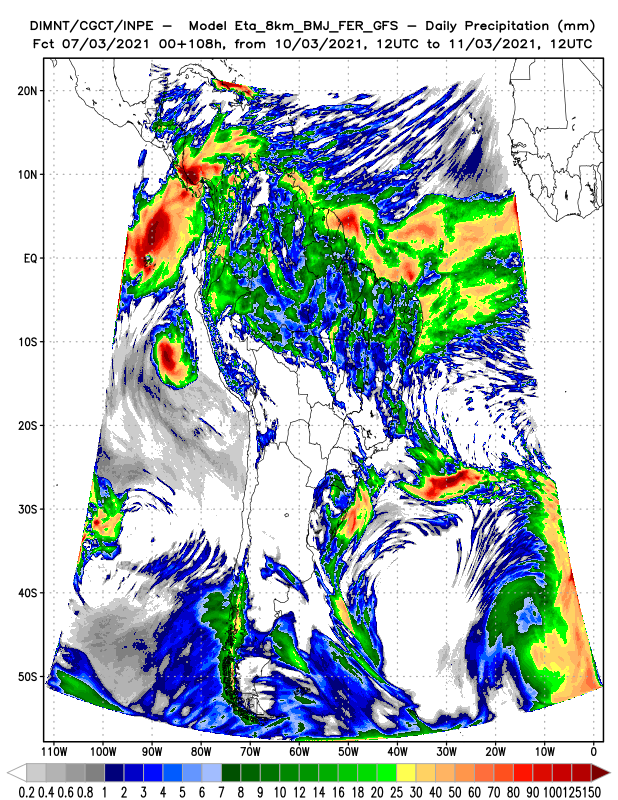 DIMNT/CGCT/INPE — Model Eta_8km_BMJ_FER_GFS — Daily Precipitation (mm)
Fct 07/03/2021 00+108h, from 10/03/2021, 12UTC to 11/03/2021, 12UTC
20N
10N
EQ
10S
20S
30S
40S
50S
110W 100W 90W 80W 70W 60W 50W 40W 30W 20W 10W 0
0.2 0.4 0.6 0.8 1 2 3 4 5 6 7 8 9 10 12 14 16 18 20 25 30 40 50 60 70 80 90 100 125 150